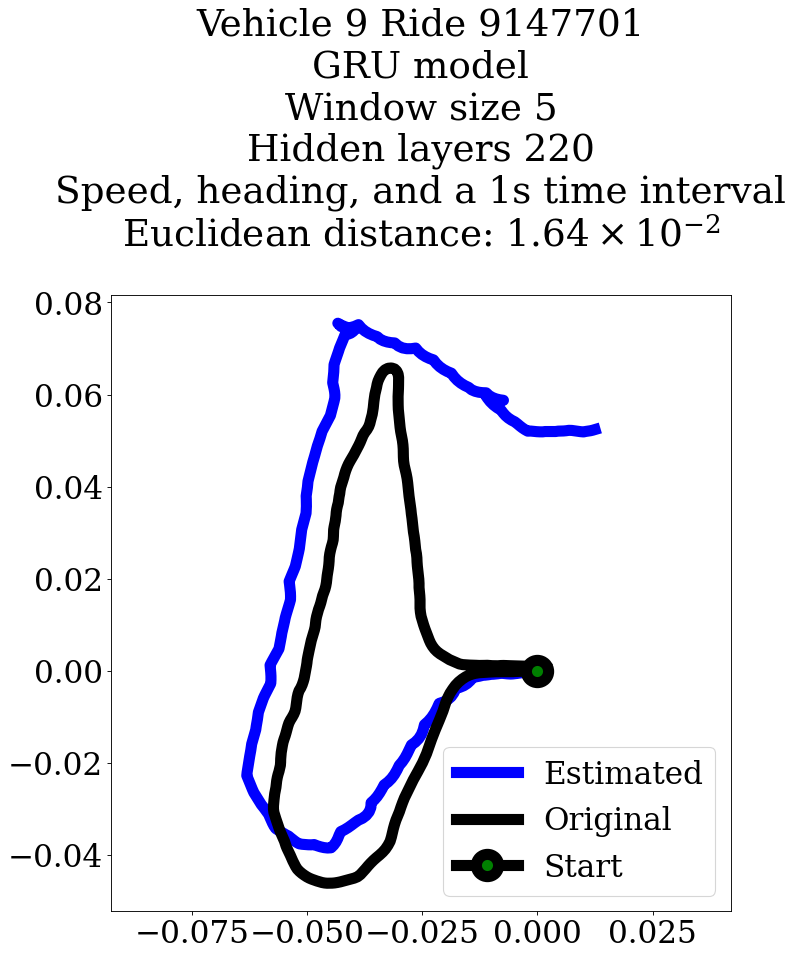 Vehicle 9 Ride 9147701
GRU model
Window size 5
Hidden layers 220
Speed, heading, and a 1s time interval
Euclidean distance: 1.64 × 10⁻²
0.08
0.06
0.04
0.02
0.00
−0.02
−0.04
Estimated
Original
Start
−0.075 −0.050 −0.025 0.000 0.025